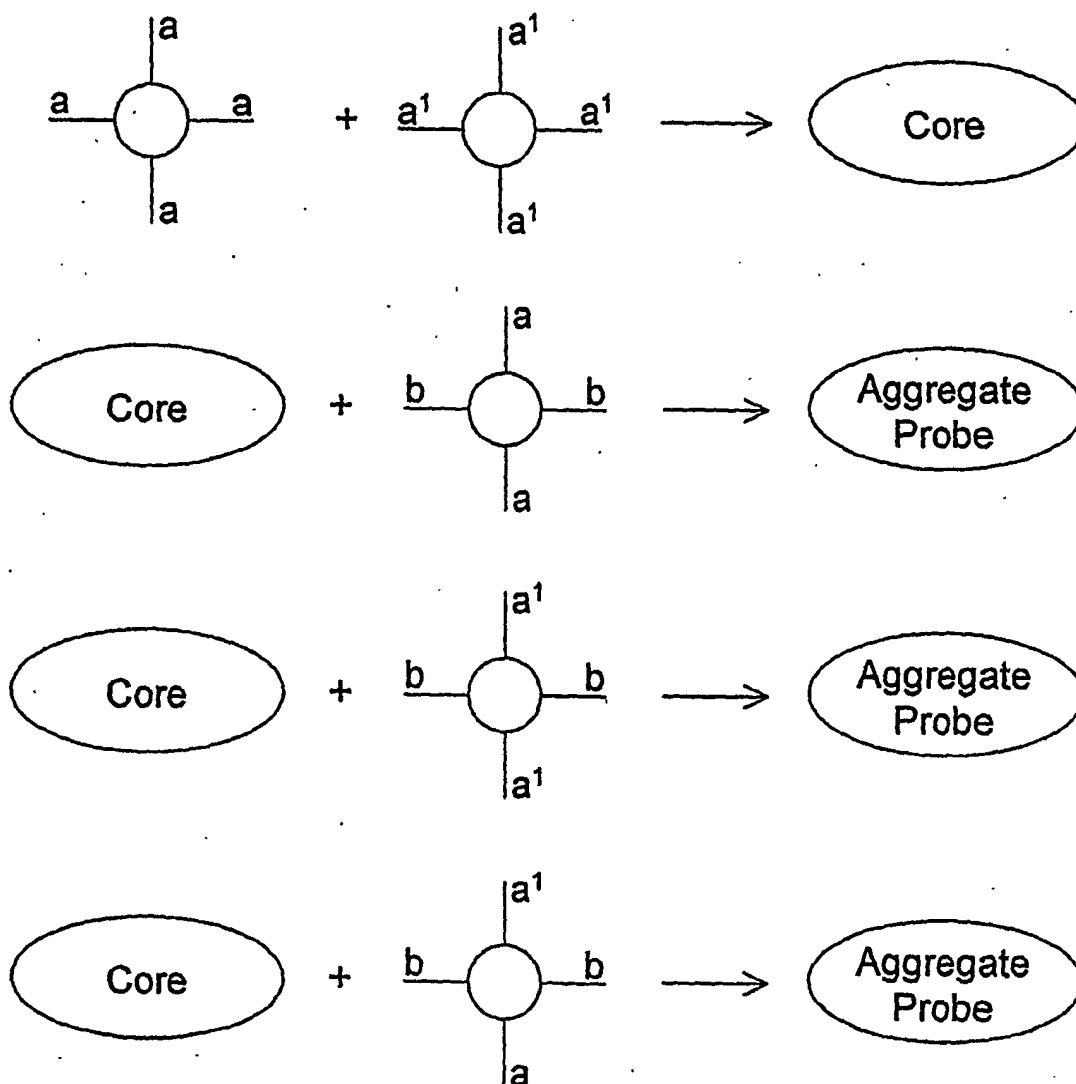 a
a a
a
+
a¹
a¹ a¹
a¹
Core
Core
+
a
b b
a
Aggregate
Probe
Core
+
a¹
b b
a¹
Aggregate
Probe
Core
+
a¹
b b
a
Aggregate
Probe